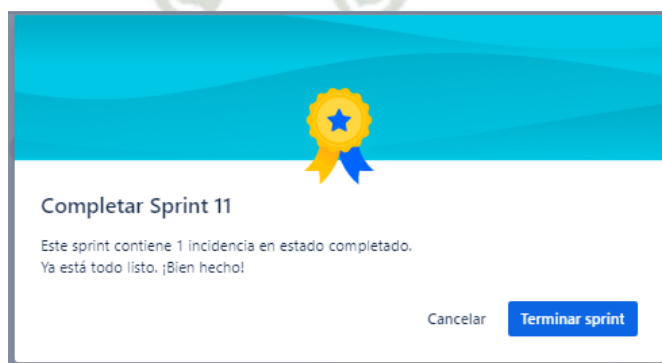 Completar Sprint 11
Este sprint contiene 1 incidencia en estado completado.
Ya está todo listo. ¡Bien hecho!
Cancelar Terminar sprint